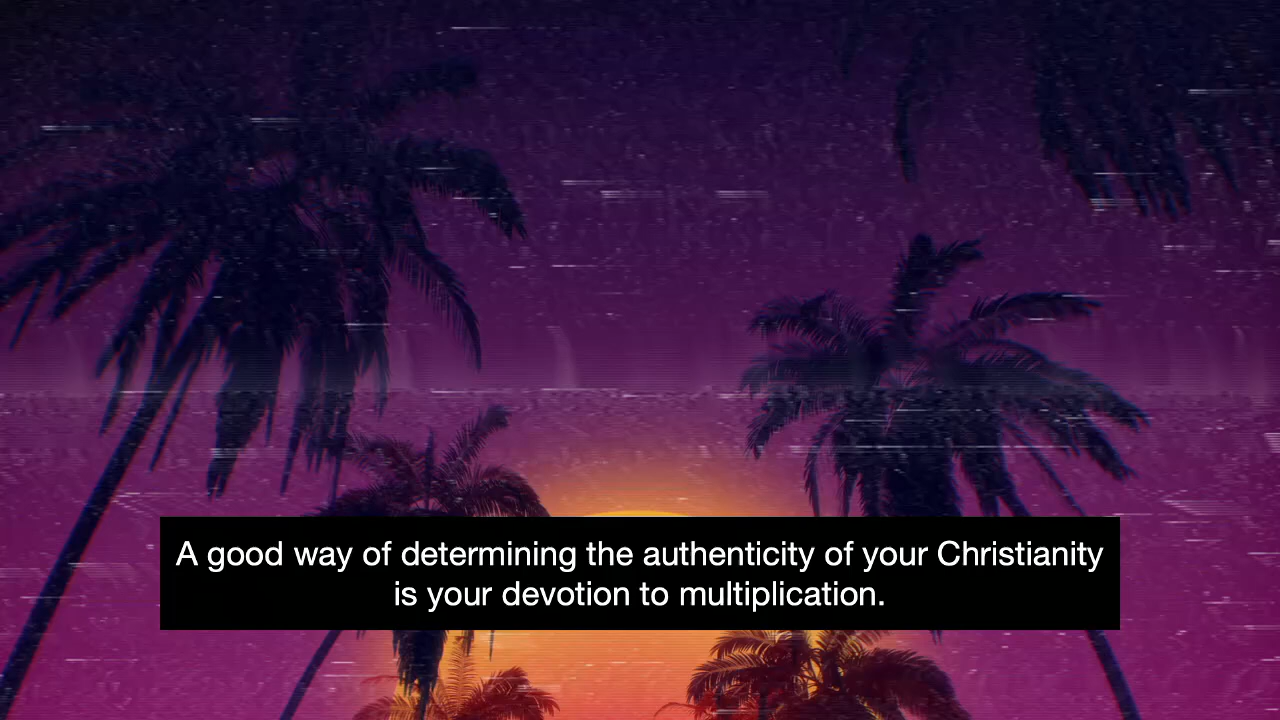 A good way of determining the authenticity of your Christianity
is your devotion to multiplication.